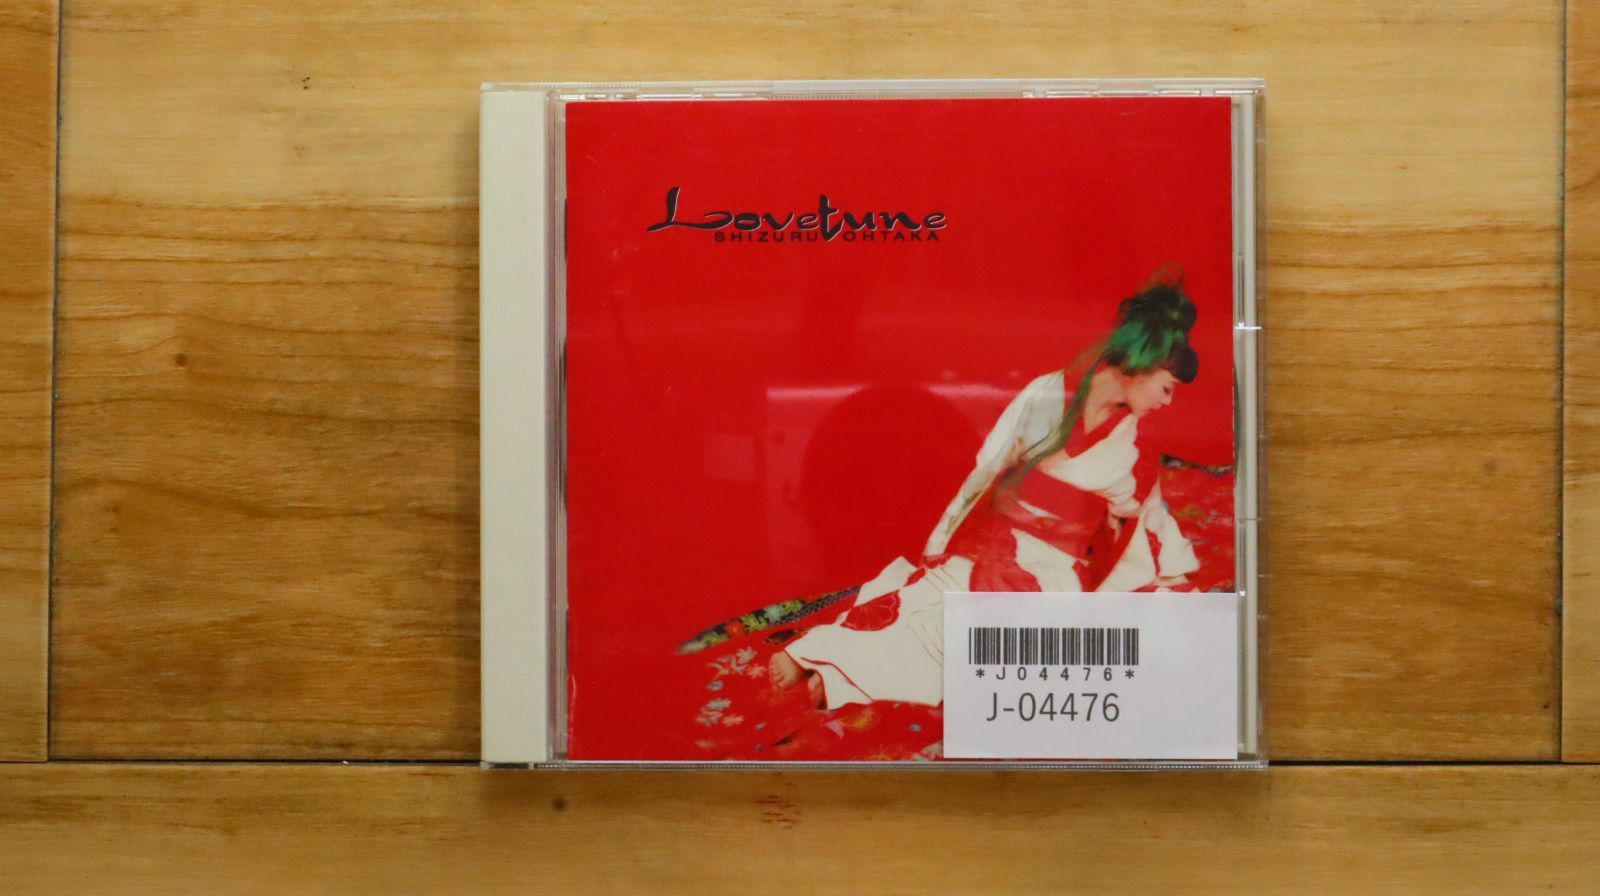 Lovetune
SHIZURU OHTAKA
*J04476*
J-04476